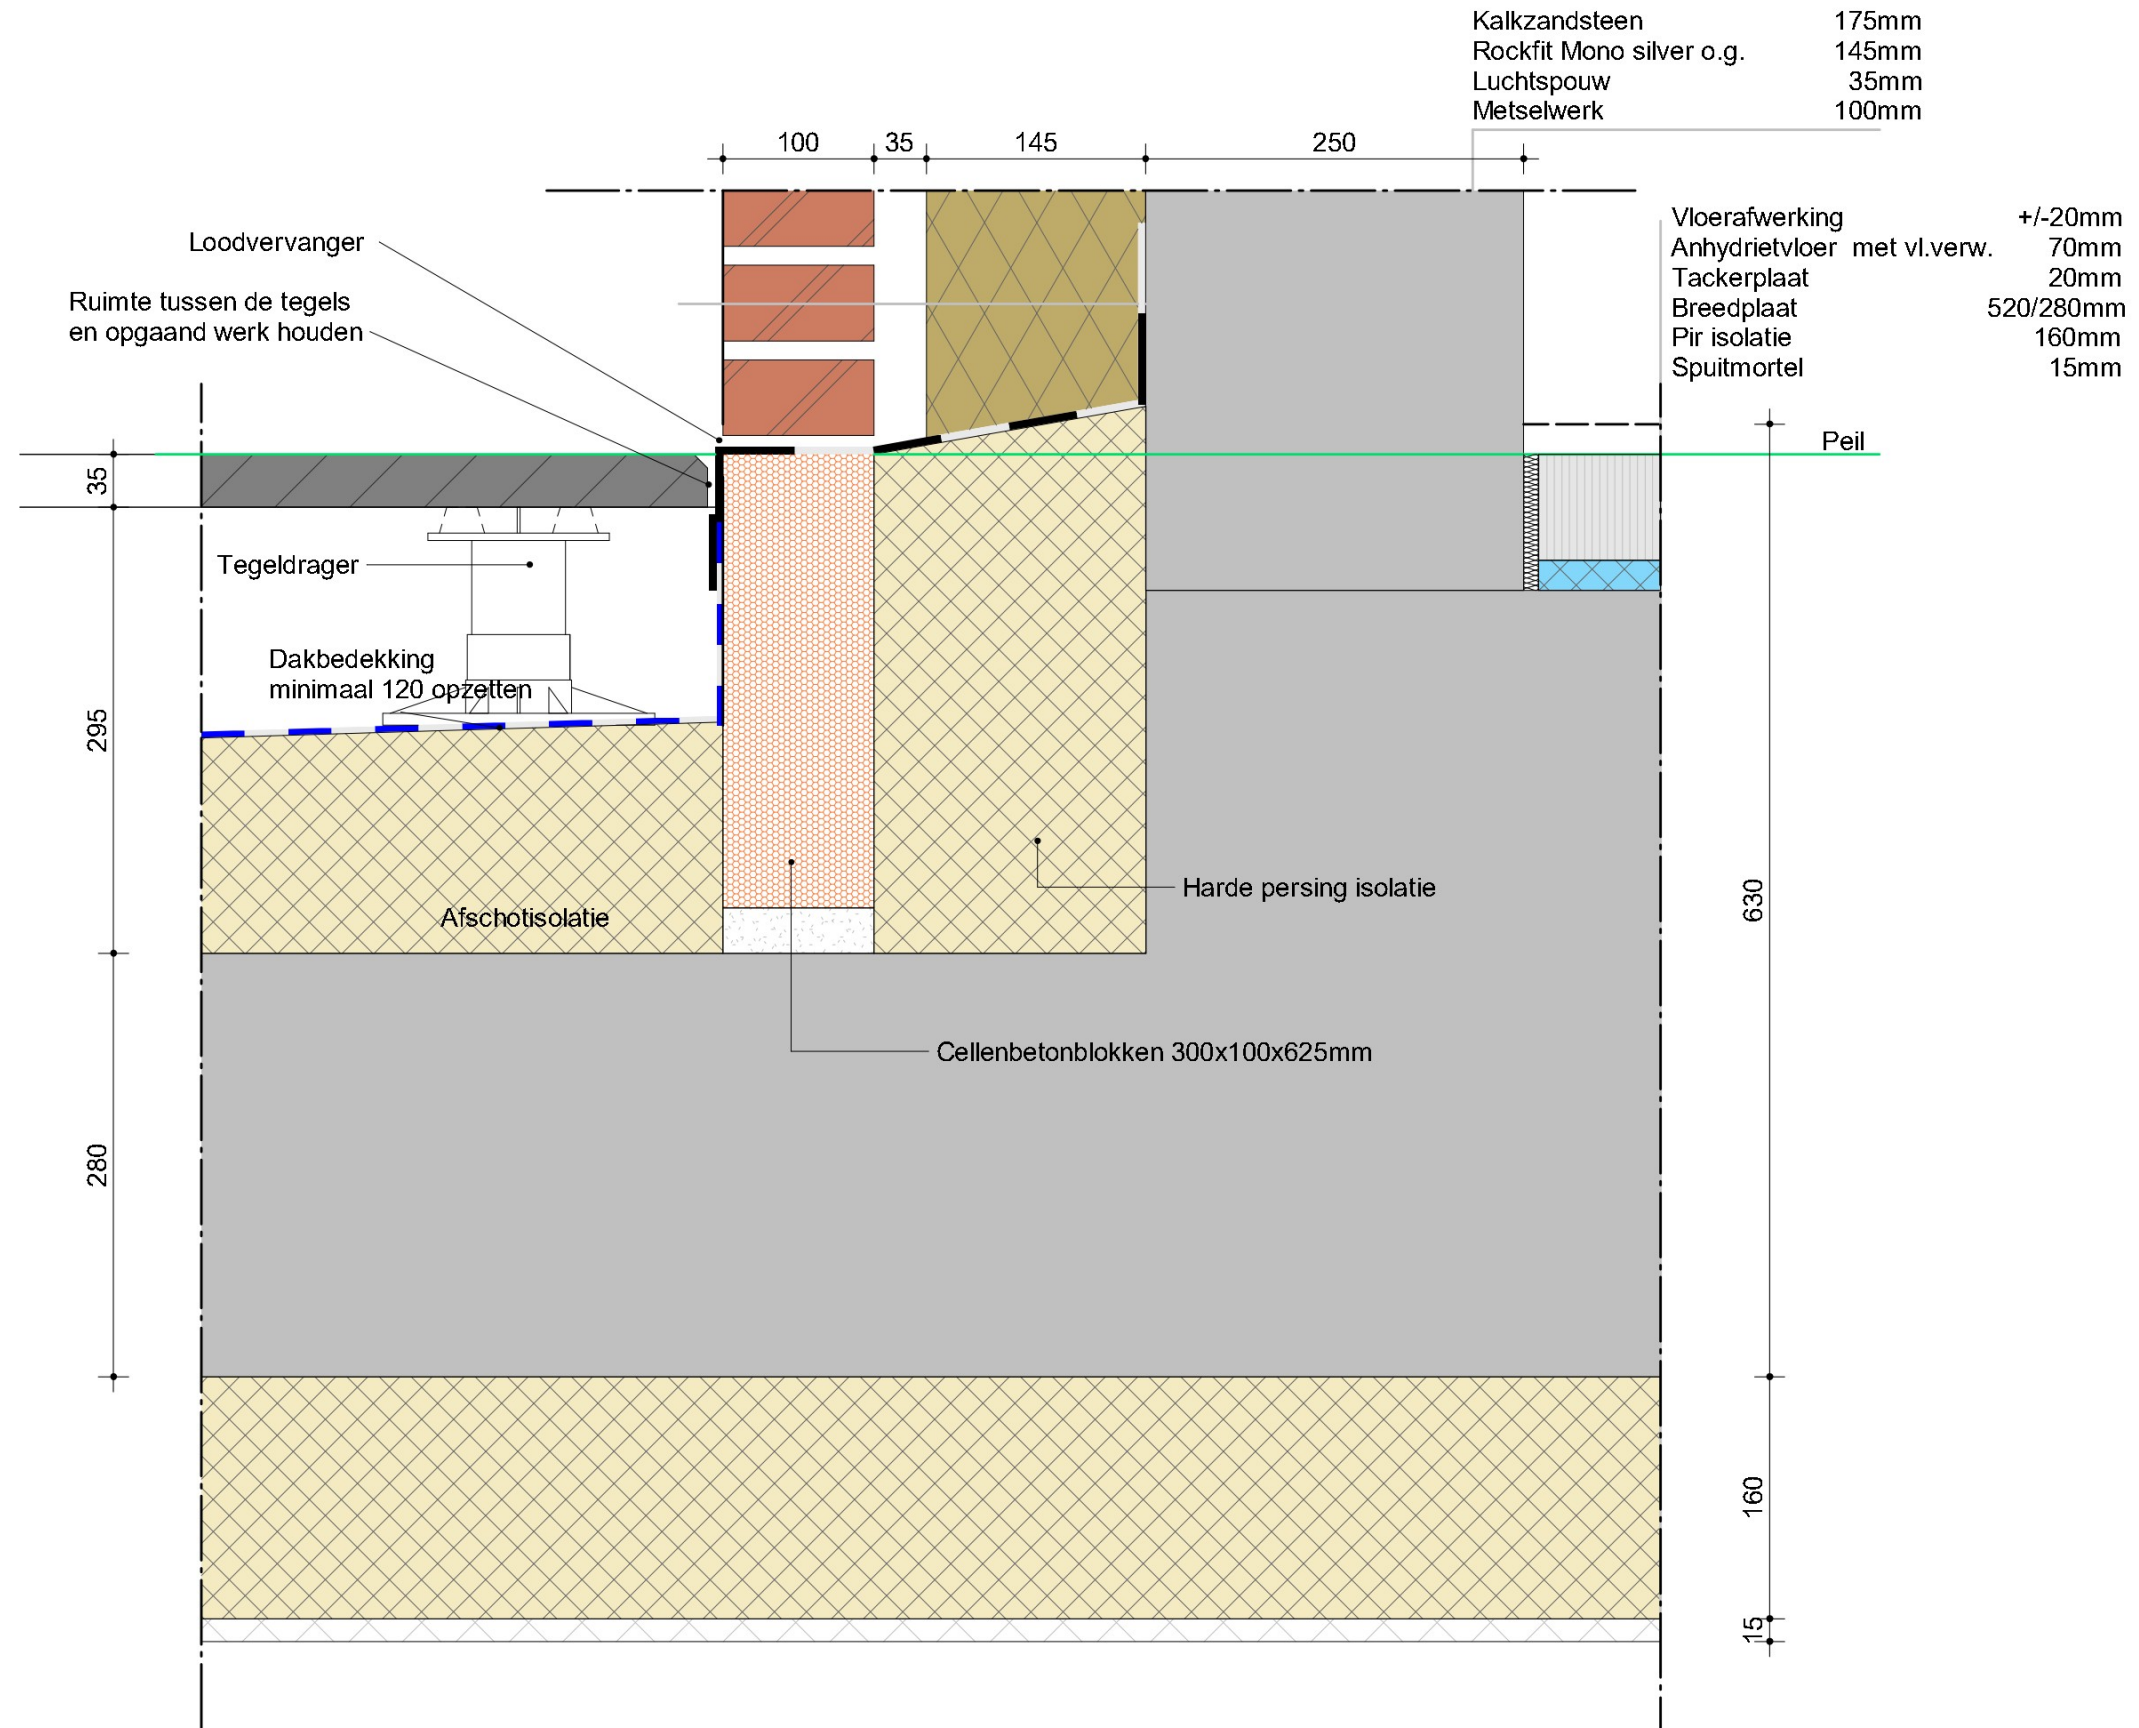 Kalkzandsteen 175mm
Rockfit Mono silver o.g. 145mm
Luchtspouw 35mm
Metselwerk 100mm
100 35 145 250
Vloerafwerking +/-20mm
Anhydrietvloer met vl.verw. 70mm
Tackerplaat 20mm
Breedplaat 520/280mm
Pir isolatie 160mm
Spuitmortel 15mm
Loodvervanger
Ruimte tussen de tegels
en opgaand werk houden
Peil
35
Tegeldrager
Dakbedekking
minimaal 120 opzetten
295
Harde persing isolatie
630
Afschotisolatie
Cellenbetonblokken 300x100x625mm
280
160
15